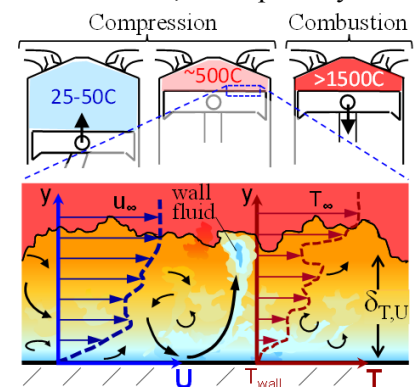 Compression
Combustion
25-50C
~500C
>1500C
y
u∞
wall
fluid
y
T∞
δT,U
U
Twall
T